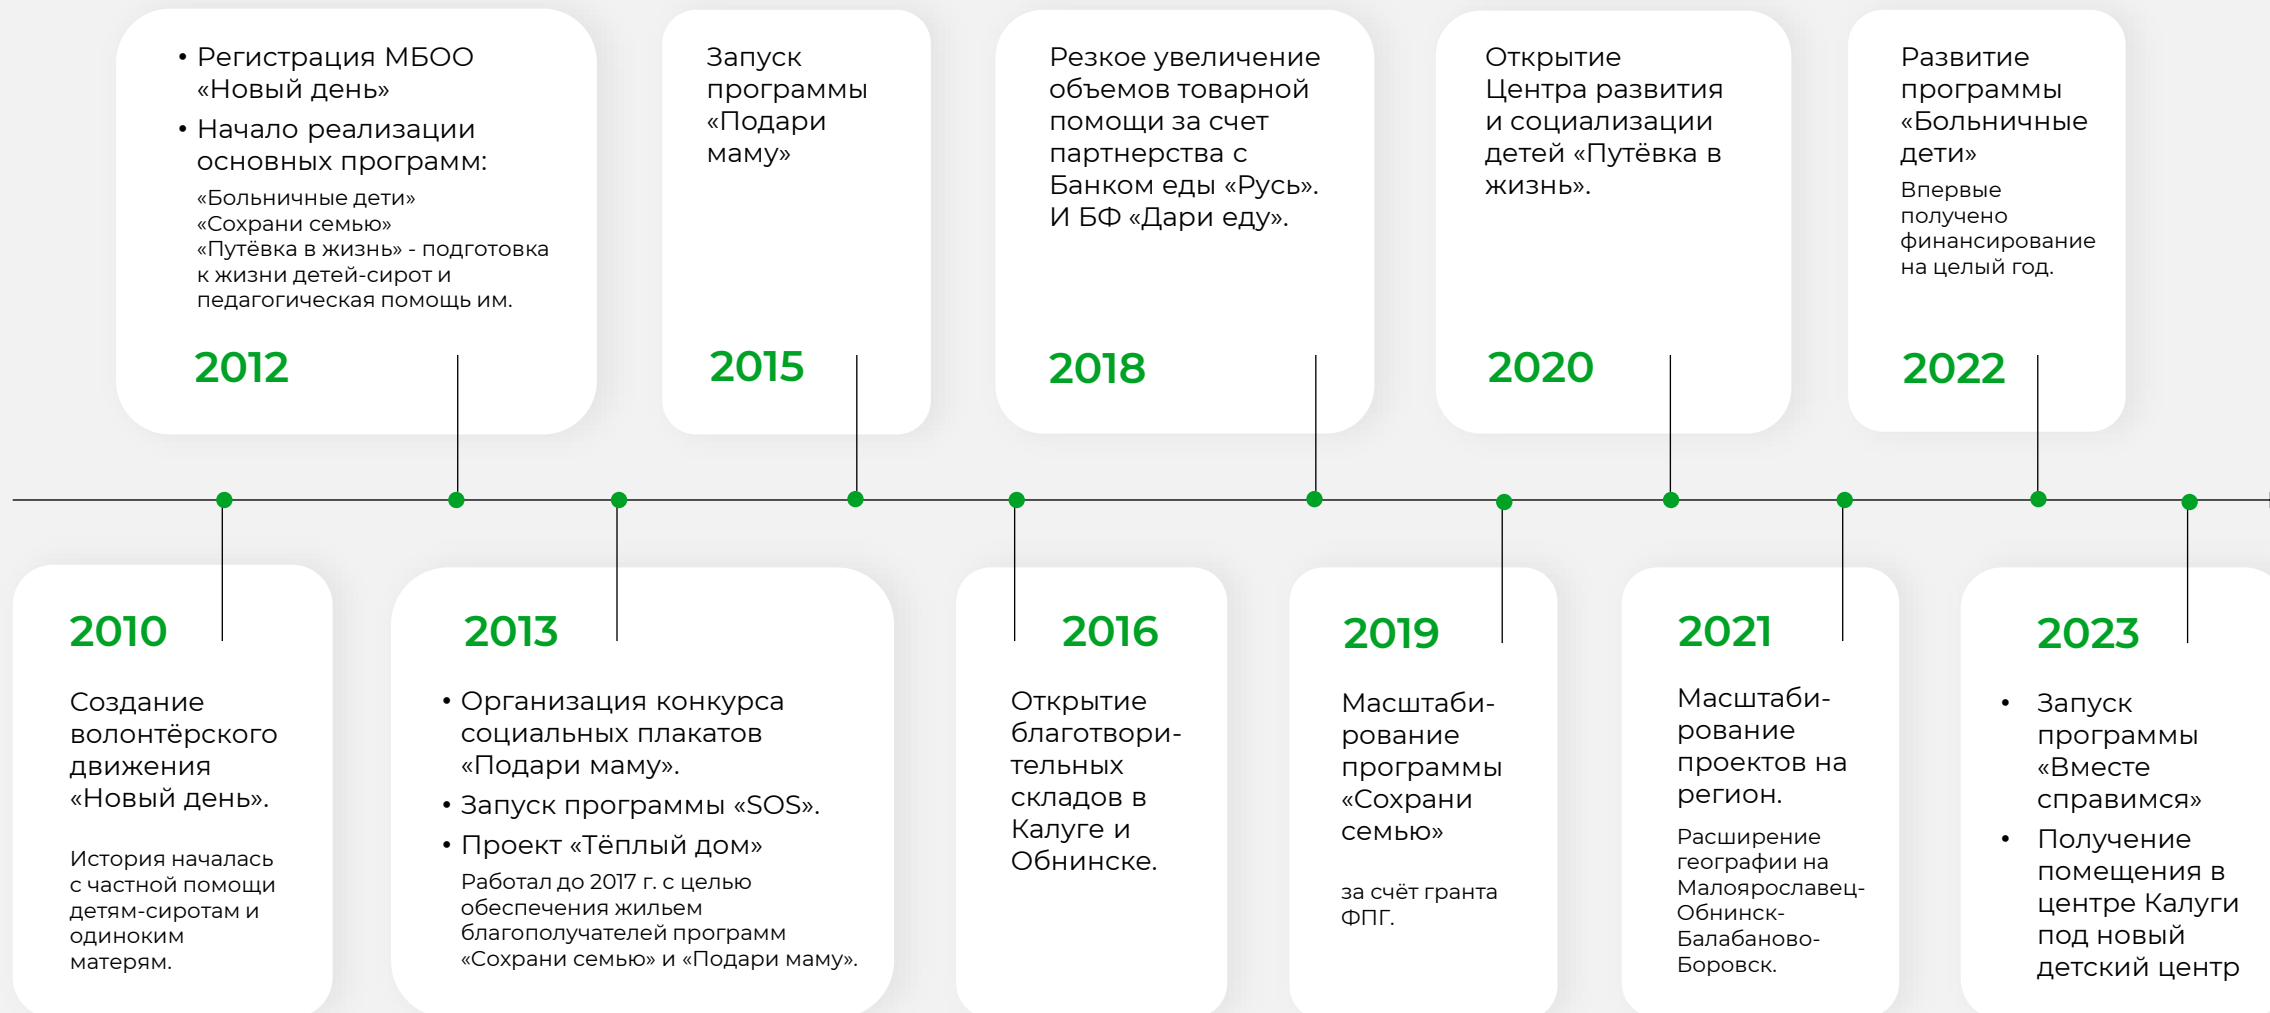 • Регистрация МБОО
«Новый день»
• Начало реализации
основных программ:
«Больничные дети»
«Сохрани семью»
«Путёвка в жизнь» - подготовка
к жизни детей-сирот и
педагогическая помощь им.
2012
Запуск
программы
«Подари
маму»
2015
Резкое увеличение
объемов товарной
помощи за счет
партнерства с
Банком еды «Русь».
И БФ «Дари еду».
2018
Открытие
Центра развития
и социализации
детей «Путёвка в
жизнь».
2020
Развитие
программы
«Больничные
дети»
Впервые
получено
финансирование
на целый год.
2022
2010
Создание
волонтёрского
движения
«Новый день».
История началась
с частной помощи
детям-сиротам и
одиноким
матерям.
2013
• Организация конкурса
социальных плакатов
«Подари маму».
• Запуск программы «SOS».
• Проект «Тёплый дом»
Работал до 2017 г. с целью
обеспечения жильем
благополучателей программ
«Сохрани семью» и «Подари маму».
2016
Открытие
благотвори-
тельных
складов в
Калуге и
Обнинске.
2019
Масштаби-
рование
программы
«Сохрани
семью»
за счёт гранта
ФПГ.
2021
Масштаби-
рование
проектов на
регион.
Расширение
географии на
Малоярославец-
Обнинск-
Балабаново-
Боровск.
2023
• Запуск
программы
«Вместе
справимся»
• Получение
помещения в
центре Калуги
под новый
детский центр